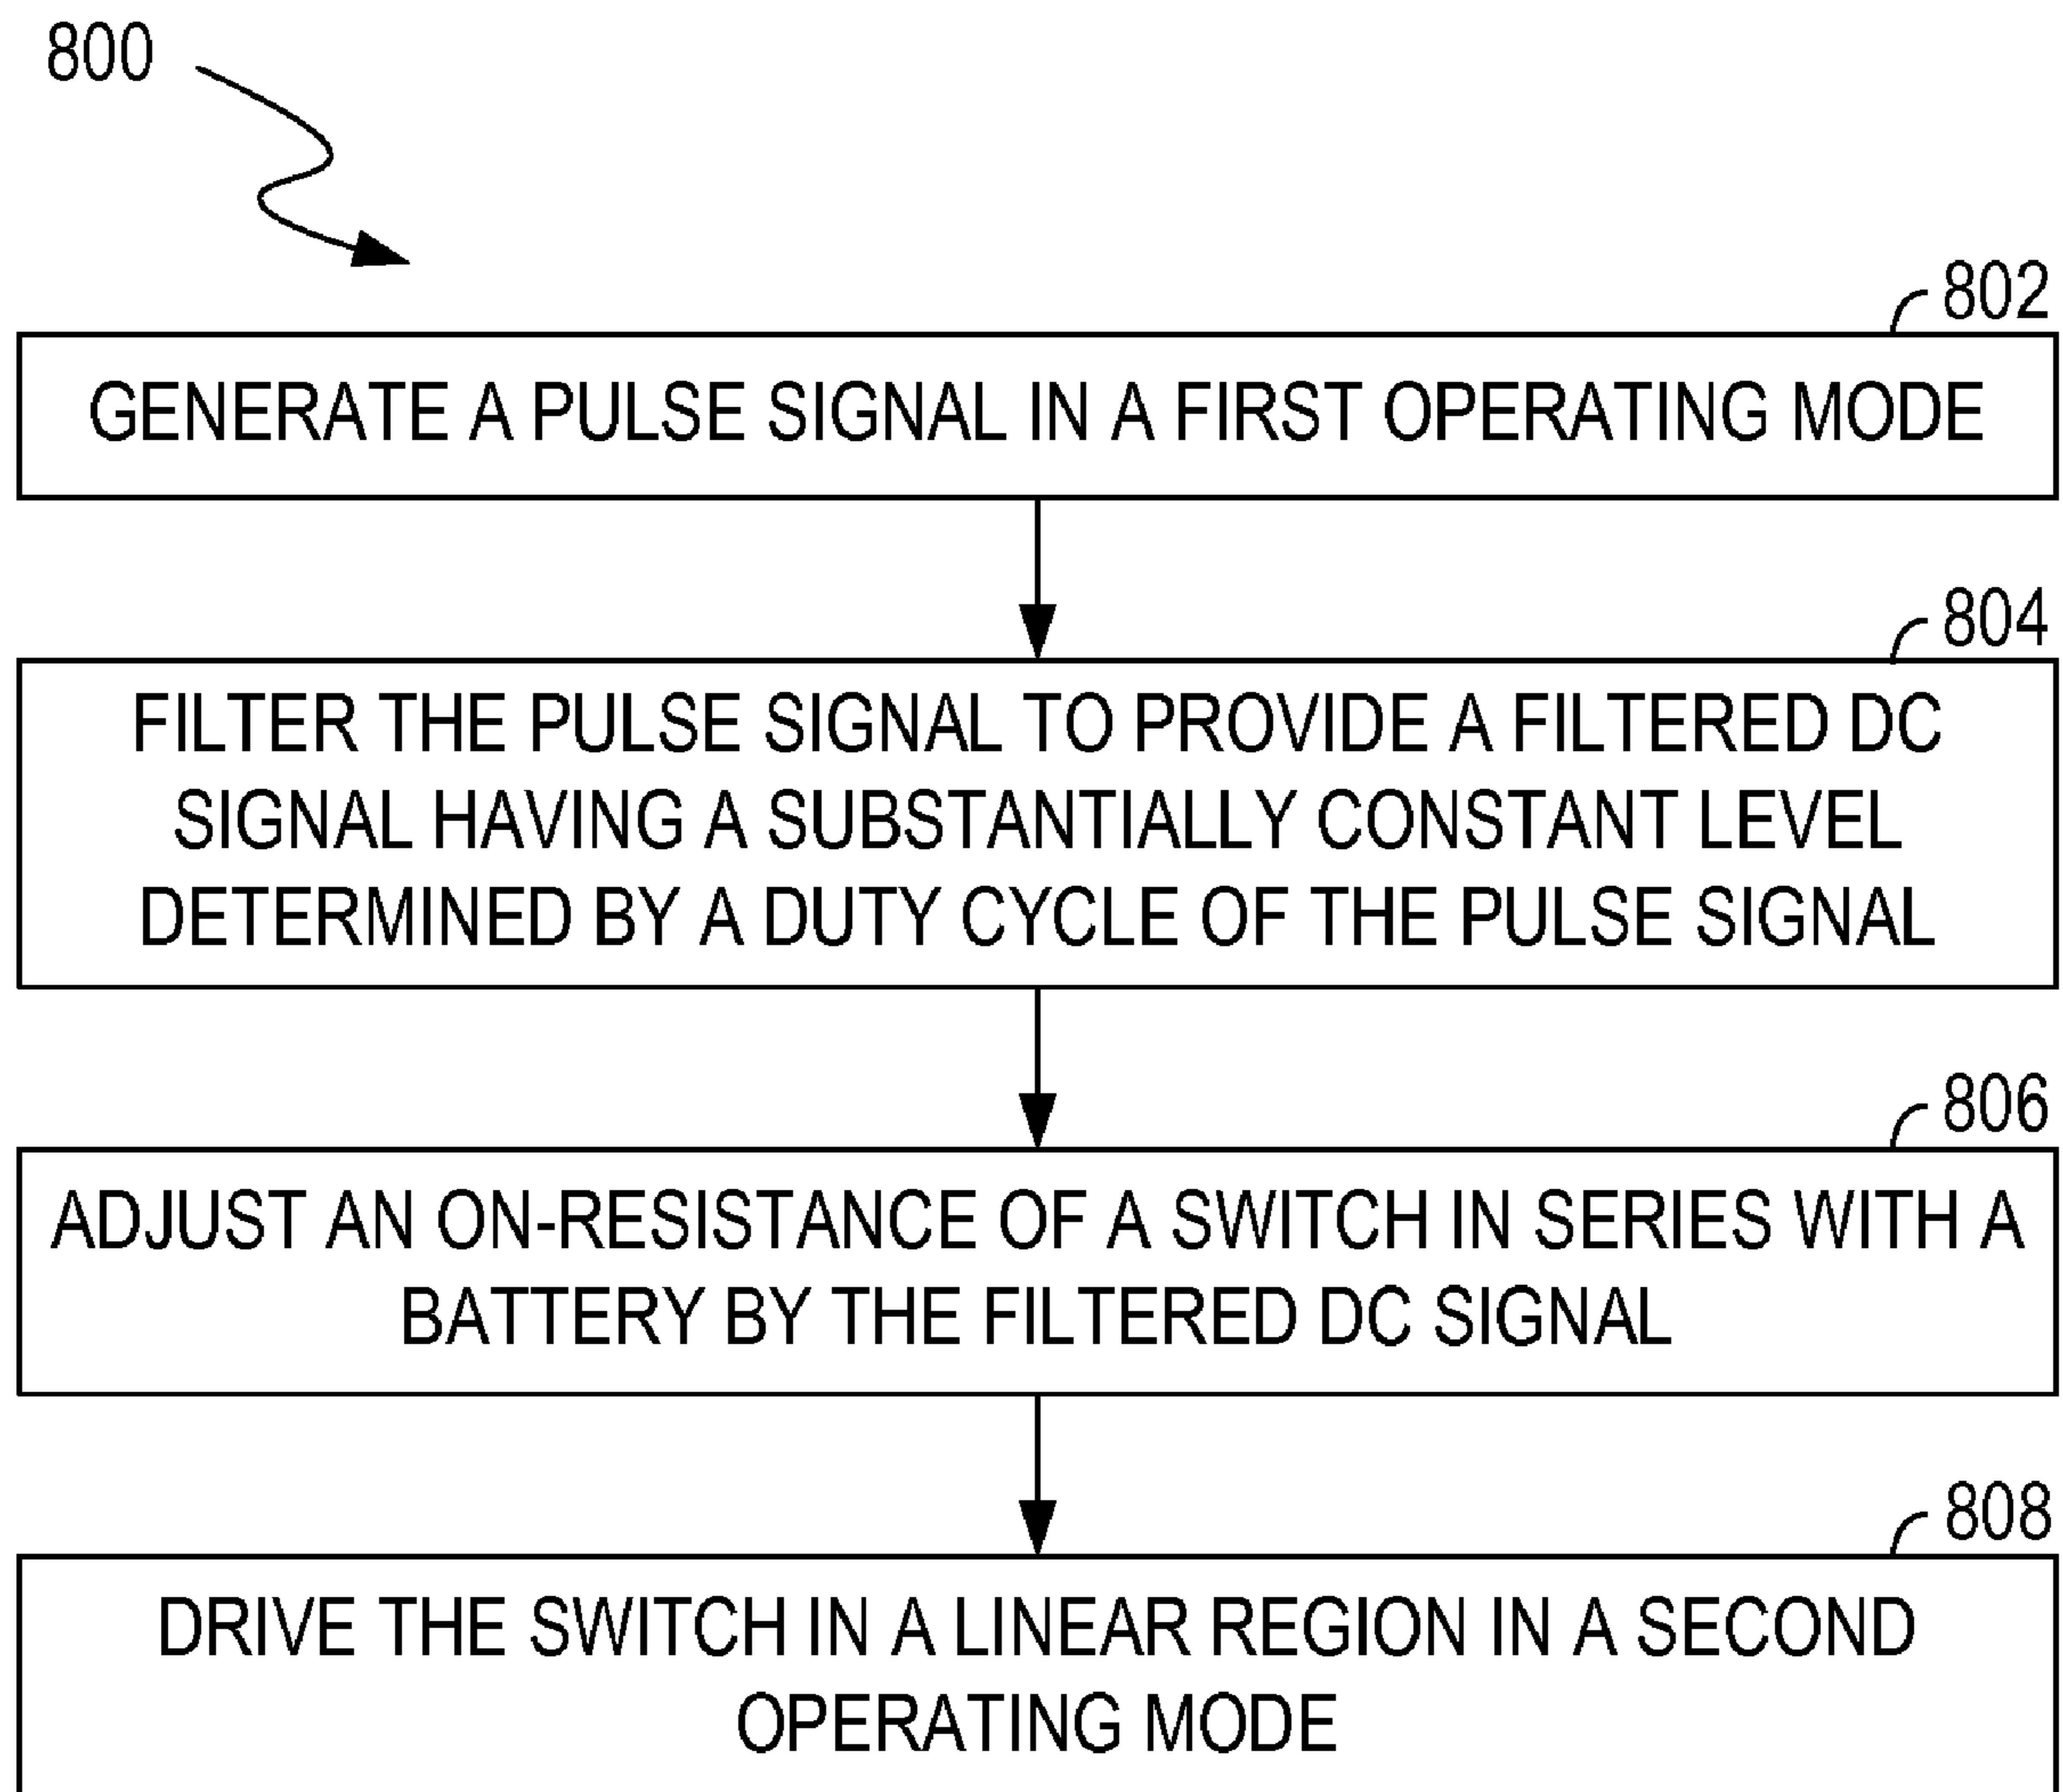 800
802
GENERATE A PULSE SIGNAL IN A FIRST OPERATING MODE
804
FILTER THE PULSE SIGNAL TO PROVIDE A FILTERED DC
SIGNAL HAVING A SUBSTANTIALLY CONSTANT LEVEL
DETERMINED BY A DUTY CYCLE OF THE PULSE SIGNAL
806
ADJUST AN ON-RESISTANCE OF A SWITCH IN SERIES WITH A
BATTERY BY THE FILTERED DC SIGNAL
808
DRIVE THE SWITCH IN A LINEAR REGION IN A SECOND
OPERATING MODE